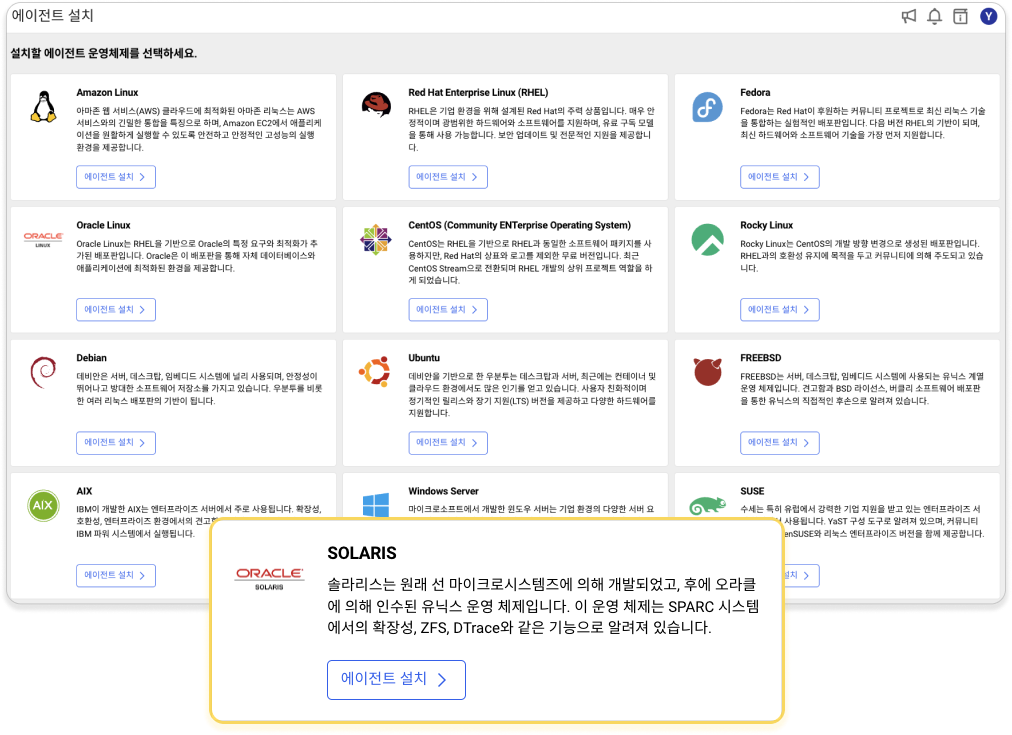 에이전트 설치
Y
설치할 에이전트 운영체제를 선택하세요.
Amazon Linux
아마존 웹 서비스(AWS) 클라우드에 최적화된 아마존 리눅스는 AWS
서비스와의 긴밀한 통합을 특징으로 하며, Amazon EC2에서 애플리케
이션을 원활하게 실행할 수 있도록 안전하고 안정적인 고성능의 실행
환경을 제공합니다.
에이전트 설치
Red Hat Enterprise Linux (RHEL)
RHEL은 기업 환경을 위해 설계된 Red Hat의 주력 상품입니다. 매우 안
정적이며 광범위한 하드웨어와 소프트웨어를 지원하며, 유료 구독 모델
을 통해 사용 가능합니다. 보안 업데이트 및 전문적인 지원을 제공합니
다.
에이전트 설치
Fedora
Fedora는 Red Hat이 후원하는 커뮤니티 프로젝트로 최신 리눅스 기술
을 통합하는 실험적인 배포판입니다. 다음 버전 RHEL의 기반이 되며,
최신 하드웨어와 소프트웨어 기술을 가장 먼저 지원합니다.
에이전트 설치
ORACLE
LINUX
Oracle Linux
Oracle Linux는 RHEL을 기반으로 Oracle의 특정 요구와 최적화가 추
가된 배포판입니다. Oracle은 이 배포판을 통해 자체 데이터베이스와
애플리케이션에 최적화된 환경을 제공합니다.
에이전트 설치
CentOS (Community ENTerprise Operating System)
CentOS는 RHEL을 기반으로 RHEL과 동일한 소프트웨어 패키지를 사
용하지만, Red Hat의 상표와 로고를 제외한 무료 버전입니다. 최근
CentOS Stream으로 전환되며 RHEL 개발의 상위 프로젝트 역할을 하
게 되었습니다.
에이전트 설치
Rocky Linux
Rocky Linux는 CentOS의 개발 방향 변경으로 생성된 배포판입니다.
RHEL과의 호환성 유지에 목적을 두고 커뮤니티에 의해 주도되고 있습
니다.
에이전트 설치
Debian
데비안은 서버, 데스크탑, 임베디드 시스템에 널리 사용되며, 안정성이
뛰어나고 방대한 소프트웨어 저장소를 가지고 있습니다. 우분투를 비롯
한 여러 리눅스 배포판의 기반이 됩니다.
에이전트 설치
Ubuntu
데비안을 기반으로 한 우분투는 데스크탑과 서버, 최근에는 컨테이너 및
클라우드 환경에서도 많은 인기를 얻고 있습니다. 사용자 친화적이며
정기적인 릴리스와 장기 지원(LTS) 버전을 제공하고 다양한 하드웨어를
지원합니다.
에이전트 설치
FREEBSD
FREEBSD는 서버, 데스크탑, 임베디드 시스템에 사용되는 유닉스 계열
운영 체제입니다. 견고함과 BSD 라이선스, 버클리 소프트웨어 배포판
을 통한 유닉스의 직접적인 후손으로 알려져 있습니다.
에이전트 설치
AIX
AIX
IBM이 개발한 AIX는 엔터프라이즈 서버에서 주로 사용됩니다. 확장성,
호환성, 엔터프라이즈 환경에서의 견고
IBM 파워 시스템에서 실행됩니다.
에이전트 설치
Windows Server
마이크로소프트에서 개발한 윈도우 서버는 기업 환경의 다양한 서버 요
SUSE
수세는 특히 유럽에서 강력한 기업 지원을 받고 있는 엔터프라이즈 서
사용됩니다. YaST 구성 도구로 알려져 있으며, 커뮤니티
enSUSE와 리눅스 엔터프라이즈 버전을 함께 제공합니다.
설치
ORACLE
SOLARIS
SOLARIS
솔라리스는 원래 선 마이크로시스템즈에 의해 개발되었고, 후에 오라클
에 의해 인수된 유닉스 운영 체제입니다. 이 운영 체제는 SPARC 시스템
에서의 확장성, ZFS, DTrace와 같은 기능으로 알려져 있습니다.
에이전트 설치